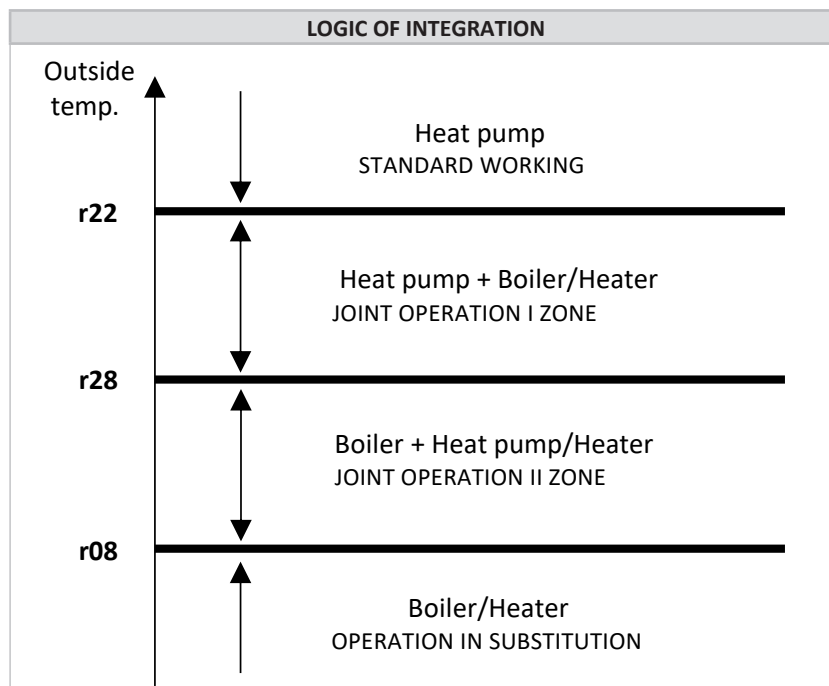 LOGIC OF INTEGRATION
Outside
temp.
Heat pump
STANDARD WORKING
r22
Heat pump + Boiler/Heater
JOINT OPERATION I ZONE
r28
Boiler + Heat pump/Heater
JOINT OPERATION II ZONE
r08
Boiler/Heater
OPERATION IN SUBSTITUTION